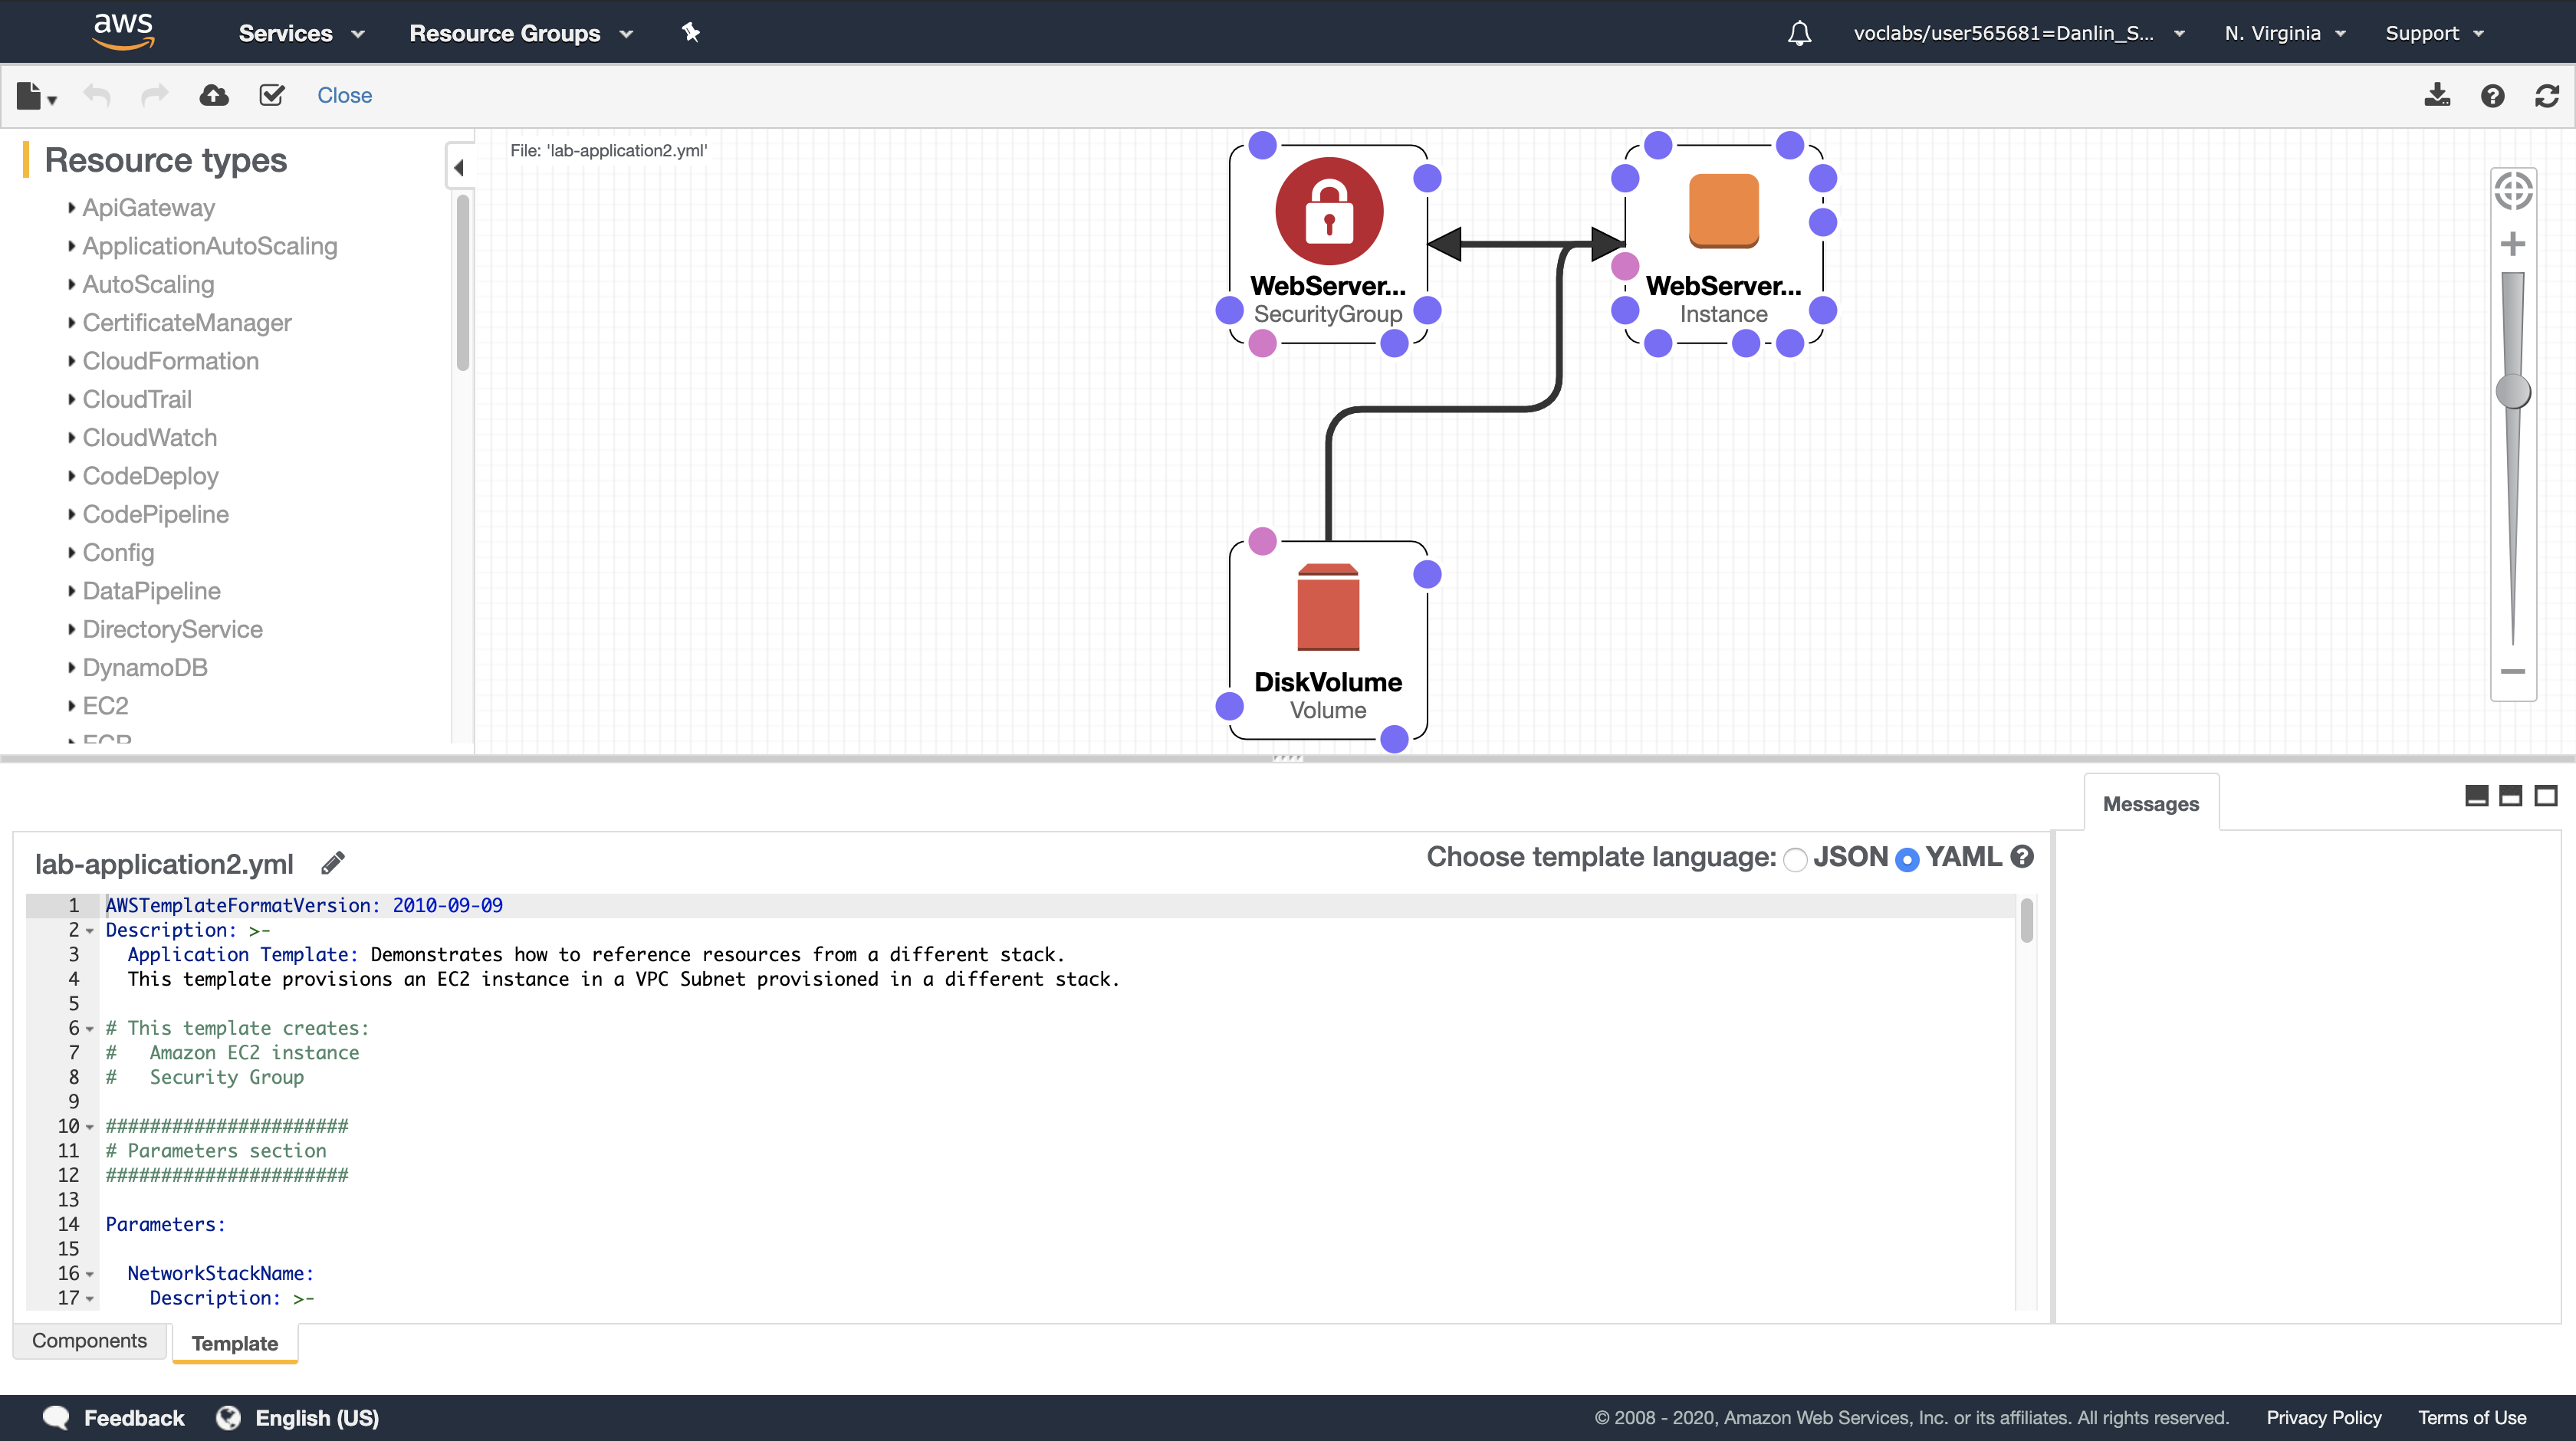 aws
Services
Resource Groups
voclabs/user565681=Danlin_S...
N. Virginia
Support
Close
Resource types
ApiGateway
ApplicationAutoScaling
AutoScaling
CertificateManager
CloudFormation
CloudTrail
CloudWatch
CodeDeploy
CodePipeline
Config
DataPipeline
DirectoryService
DynamoDB
EC2
ECR
File: 'lab-application2.yml'
WebServer...
SecurityGroup
WebServer...
Instance
DiskVolume
Volume
Messages
lab-application2.yml
Choose template language: JSON YAML
1 AWSTemplateFormatVersion: 2010-09-09
2 Description: >-
3 Application Template: Demonstrates how to reference resources from a different stack.
4 This template provisions an EC2 instance in a VPC Subnet provisioned in a different stack.
5
6 # This template creates:
7 # Amazon EC2 instance
8 # Security Group
9
10 ######################
11 # Parameters section
12 ######################
13
14 Parameters:
15
16 NetworkStackName:
17 Description: >-
Components
Template
Feedback
English (US)
© 2008 - 2020, Amazon Web Services, Inc. or its affiliates. All rights reserved.
Privacy Policy
Terms of Use